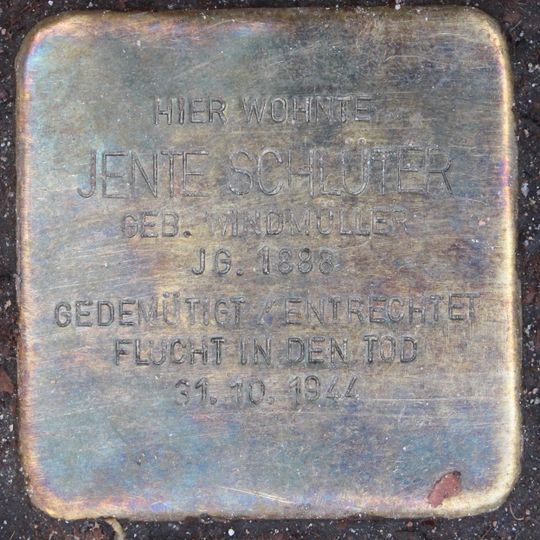 HIER WOHNTE
JENTE SCHLÜTER
GEB. WINDMÜLLER
JG. 1888
GEDEMÜTIGT / ENTRECHTET
FLUCHT IN DEN TOD
31. 10. 1944